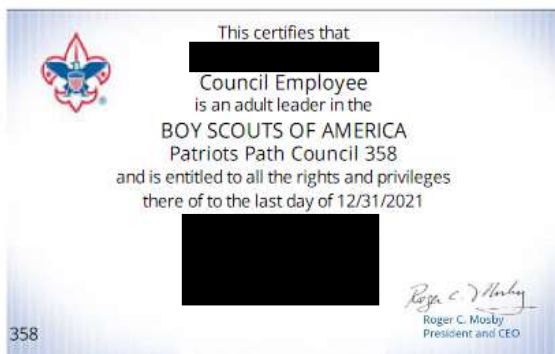 This certifies that
Council Employee
is an adult leader in the
BOY SCOUTS OF AMERICA
Patriots Path Council 358
and is entitled to all the rights and privileges
there of to the last day of 12/31/2021
Roger C. Mosby
Roger C. Mosby
President and CEO
358